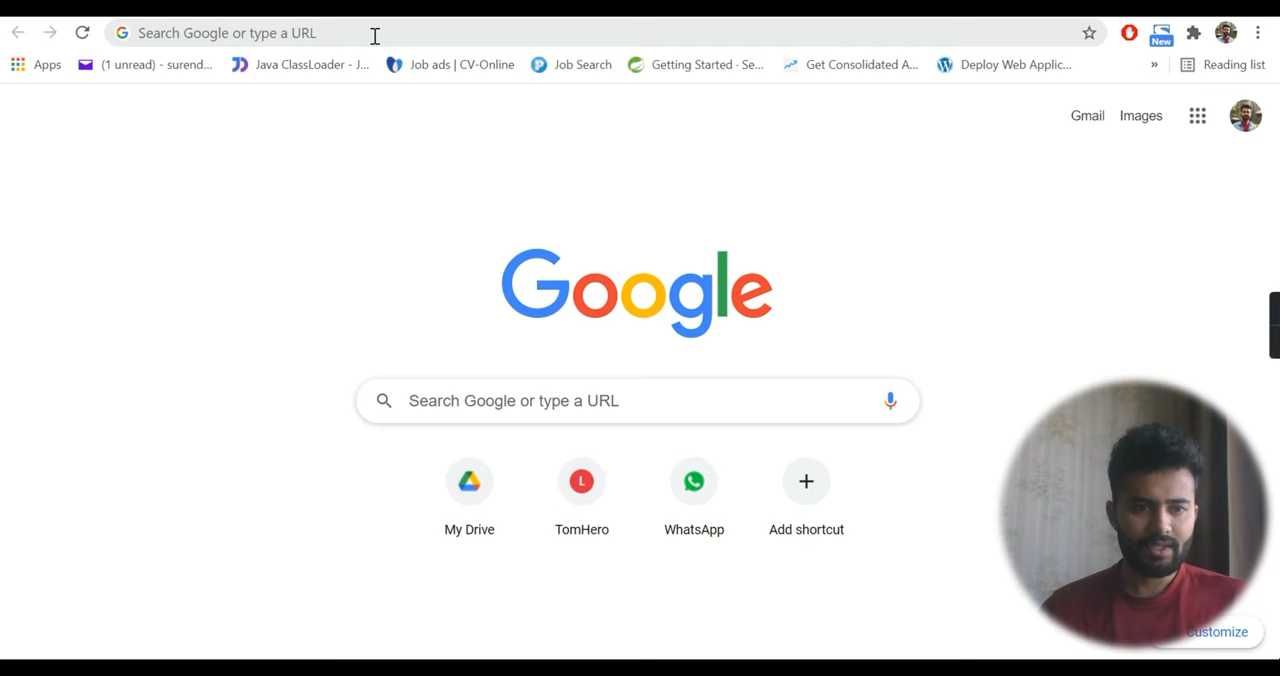 Search Google or type a URL
New
Apps
(1 unread) - surend...
Java ClassLoader - J...
Job ads | CV-Online
Job Search
Getting Started · Se...
Get Consolidated A...
Deploy Web Applic...
»
Reading list
Gmail
Images
Google
Search Google or type a URL
L
My Drive
TomHero
WhatsApp
Add shortcut
Customize